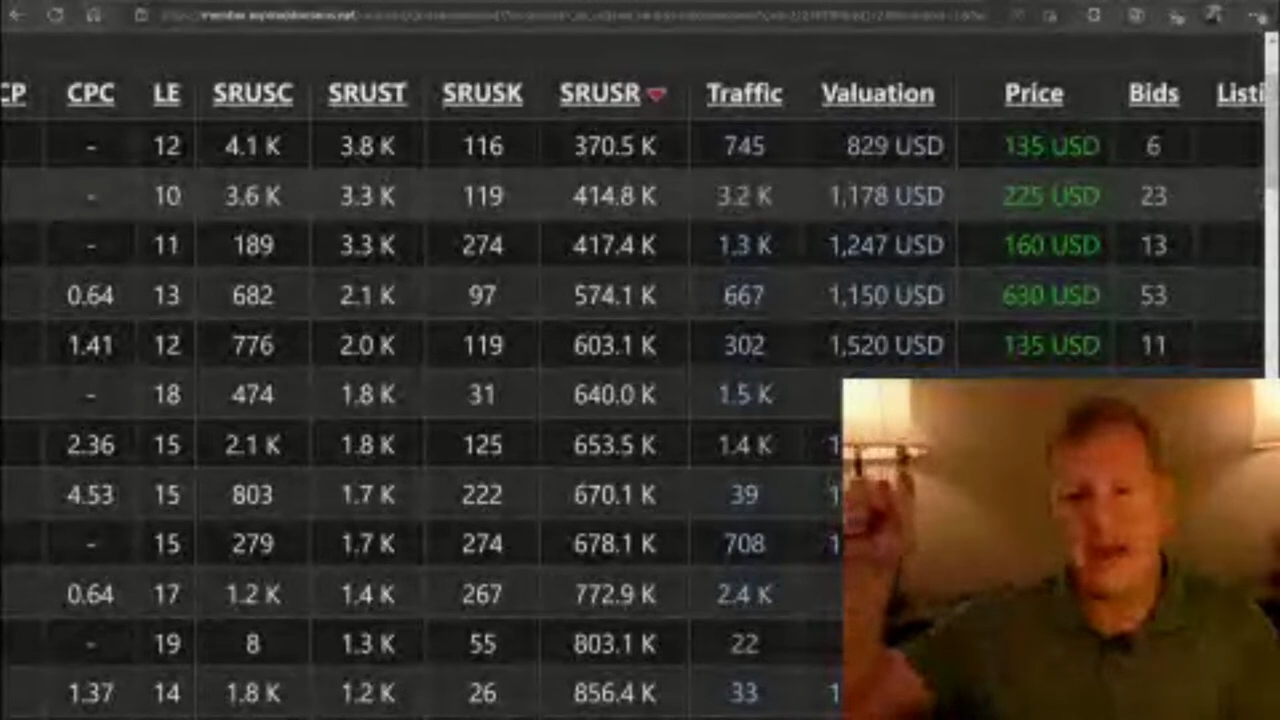 CP CPC LE SRUSC SRUST SRUSK SRUSR Traffic Valuation Price Bids Listi
- 12 4.1 K 3.8 K 116 370.5 K 745 829 USD 135 USD 6
- 10 3.6 K 3.3 K 119 414.8 K 3.2 K 1,178 USD 225 USD 23
- 11 189 3.3 K 274 417.4 K 1.3 K 1,247 USD 160 USD 13
0.64 13 682 2.1 K 97 574.1 K 667 1,150 USD 630 USD 53
1.41 12 776 2.0 K 119 603.1 K 302 1,520 USD 135 USD 11
- 18 474 1.8 K 31 640.0 K 1.5 K
2.36 15 2.1 K 1.8 K 125 653.5 K 1.4 K 1
4.53 15 803 1.7 K 222 670.1 K 39 1
- 15 279 1.7 K 274 678.1 K 708 1
0.64 17 1.2 K 1.4 K 267 772.9 K 2.4 K
- 19 8 1.3 K 55 803.1 K 22
1.37 14 1.8 K 1.2 K 26 856.4 K 33 1